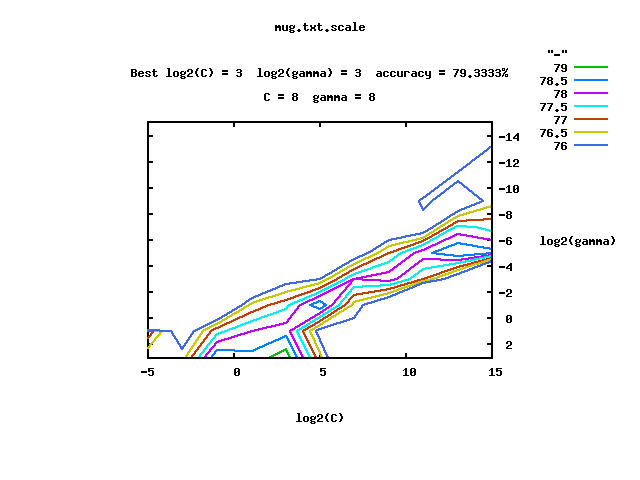 mug.txt.scale
Best log2(C) = 3 log2(gamma) = 3 accuracy = 79.3333%
C = 8 gamma = 8
"-"
79
78.5
78
77.5
77
76.5
76
-14
-12
-10
-8
-6
-4
-2
0
2
log2(gamma)
-5 0 5 10 15
log2(C)